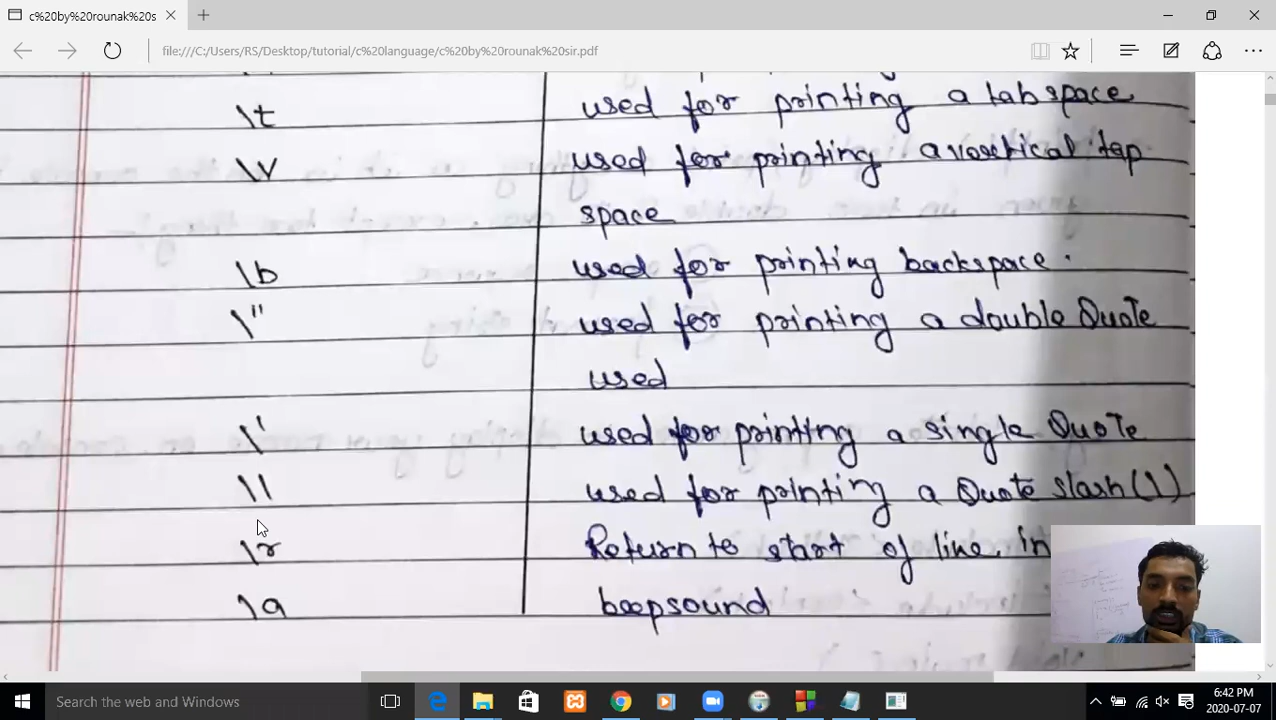 c%20by%20rounak%20s
file:///C:/Users/RS/Desktop/tutorial/c%20language/c%20by%20rounak%20sir.pdf
\t used for printing a tab space
\v used for printing a vertical tap
space
\b used for printing backspace.
\" used for printing a double Quote
used
\' used for printing a single Quote
\\ used for printing a Quote slash (\)
\r Return to start of line in
\a beepsound
Search the web and Windows
6:42 PM
2020-07-07